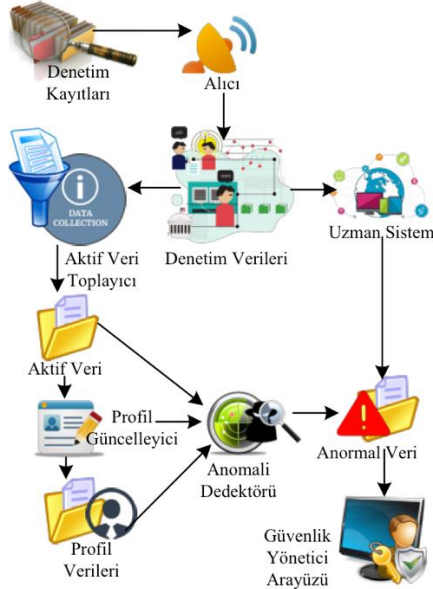 Denetim
Kayıtları
Alıcı
DATA
COLLECTION
Aktif Veri
Toplayıcı
Denetim Verileri
Uzman Sistem
Aktif Veri
Profil
Güncelleyici
Anomali
Dedektörü
Anormal Veri
Profil
Verileri
Güvenlik
Yönetici
Arayüzü